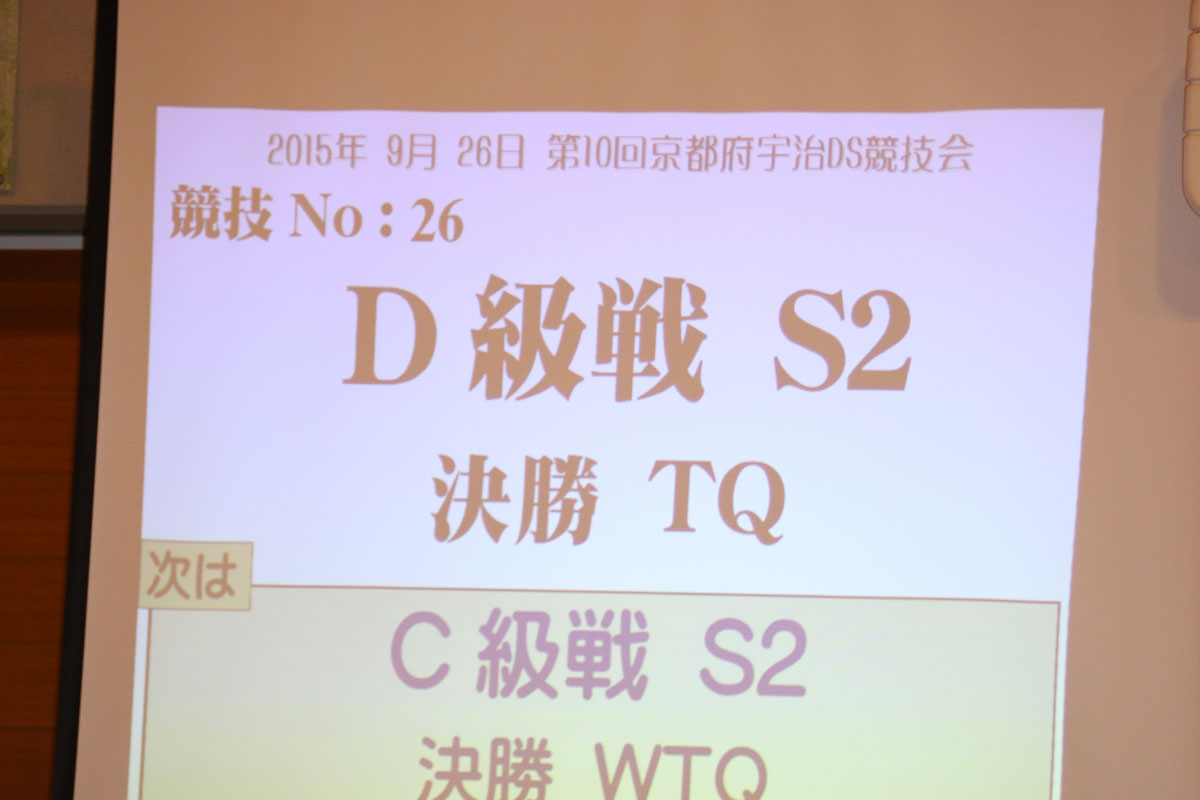 2015年 9月 26日 第10回京都府宇治DS競技会
競技 No : 26
D 級戦 S2
決勝 TQ
次は
C 級戦 S2
決勝 WTQ